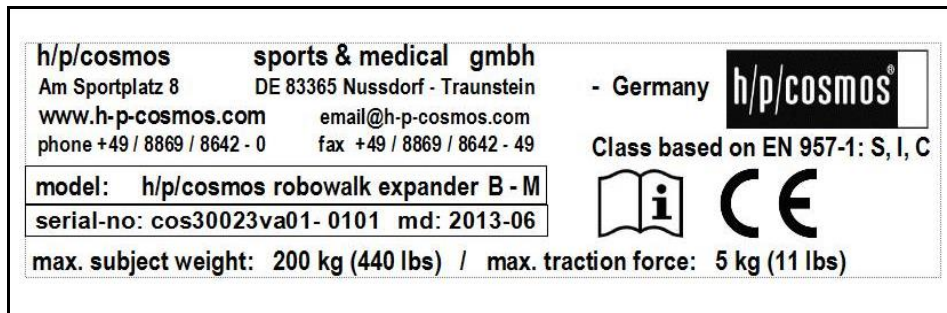 h/p/cosmos sports & medical gmbh
Am Sportplatz 8 DE 83365 Nussdorf - Traunstein - Germany
www.h-p-cosmos.com email@h-p-cosmos.com
phone +49 / 8869 / 8642 - 0 fax +49 / 8869 / 8642 - 49
h/p/cosmos®
Class based on EN 957-1: S, I, C
model: h/p/cosmos robowalk expander B - M
serial-no: cos30023va01- 0101 md: 2013-06
i CE
max. subject weight: 200 kg (440 lbs) / max. traction force: 5 kg (11 lbs)